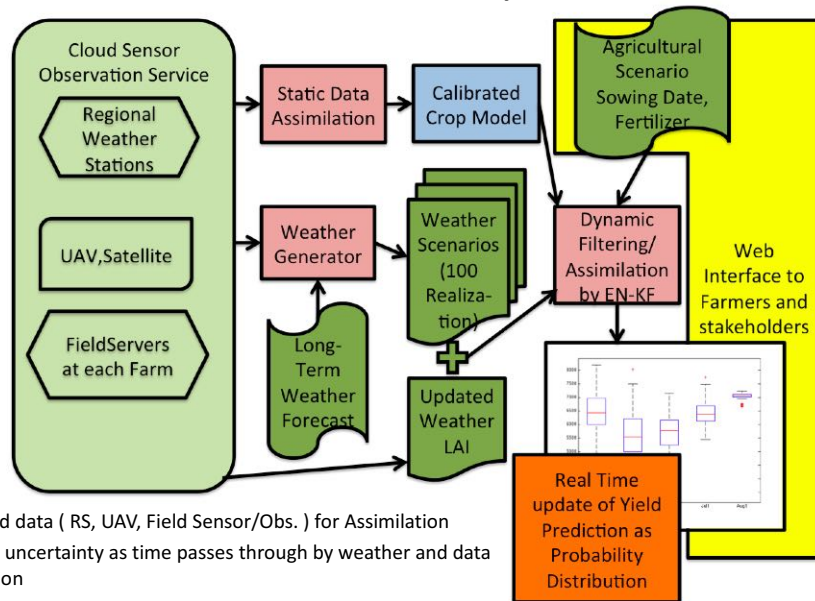 Cloud Sensor
Observation Service
Regional
Weather
Stations
UAV,Satellite
FieldServers
at each Farm
Static Data
Assimilation
Calibrated
Crop Model
Agricultural
Scenario
Sowing Date,
Fertilizer
Weather
Generator
Weather
Scenarios
(100
Realiza-
tion)
Dynamic
Filtering/
Assimilation
by EN-KF
Web
Interface to
Farmers and
stakeholders
Long-
Term
Weather
Forecast
Updated
Weather
LAI
Real Time
update of Yield
Prediction as
Probability
Distribution
d data ( RS, UAV, Field Sensor/Obs. ) for Assimilation
uncertainty as time passes through by weather and data
on